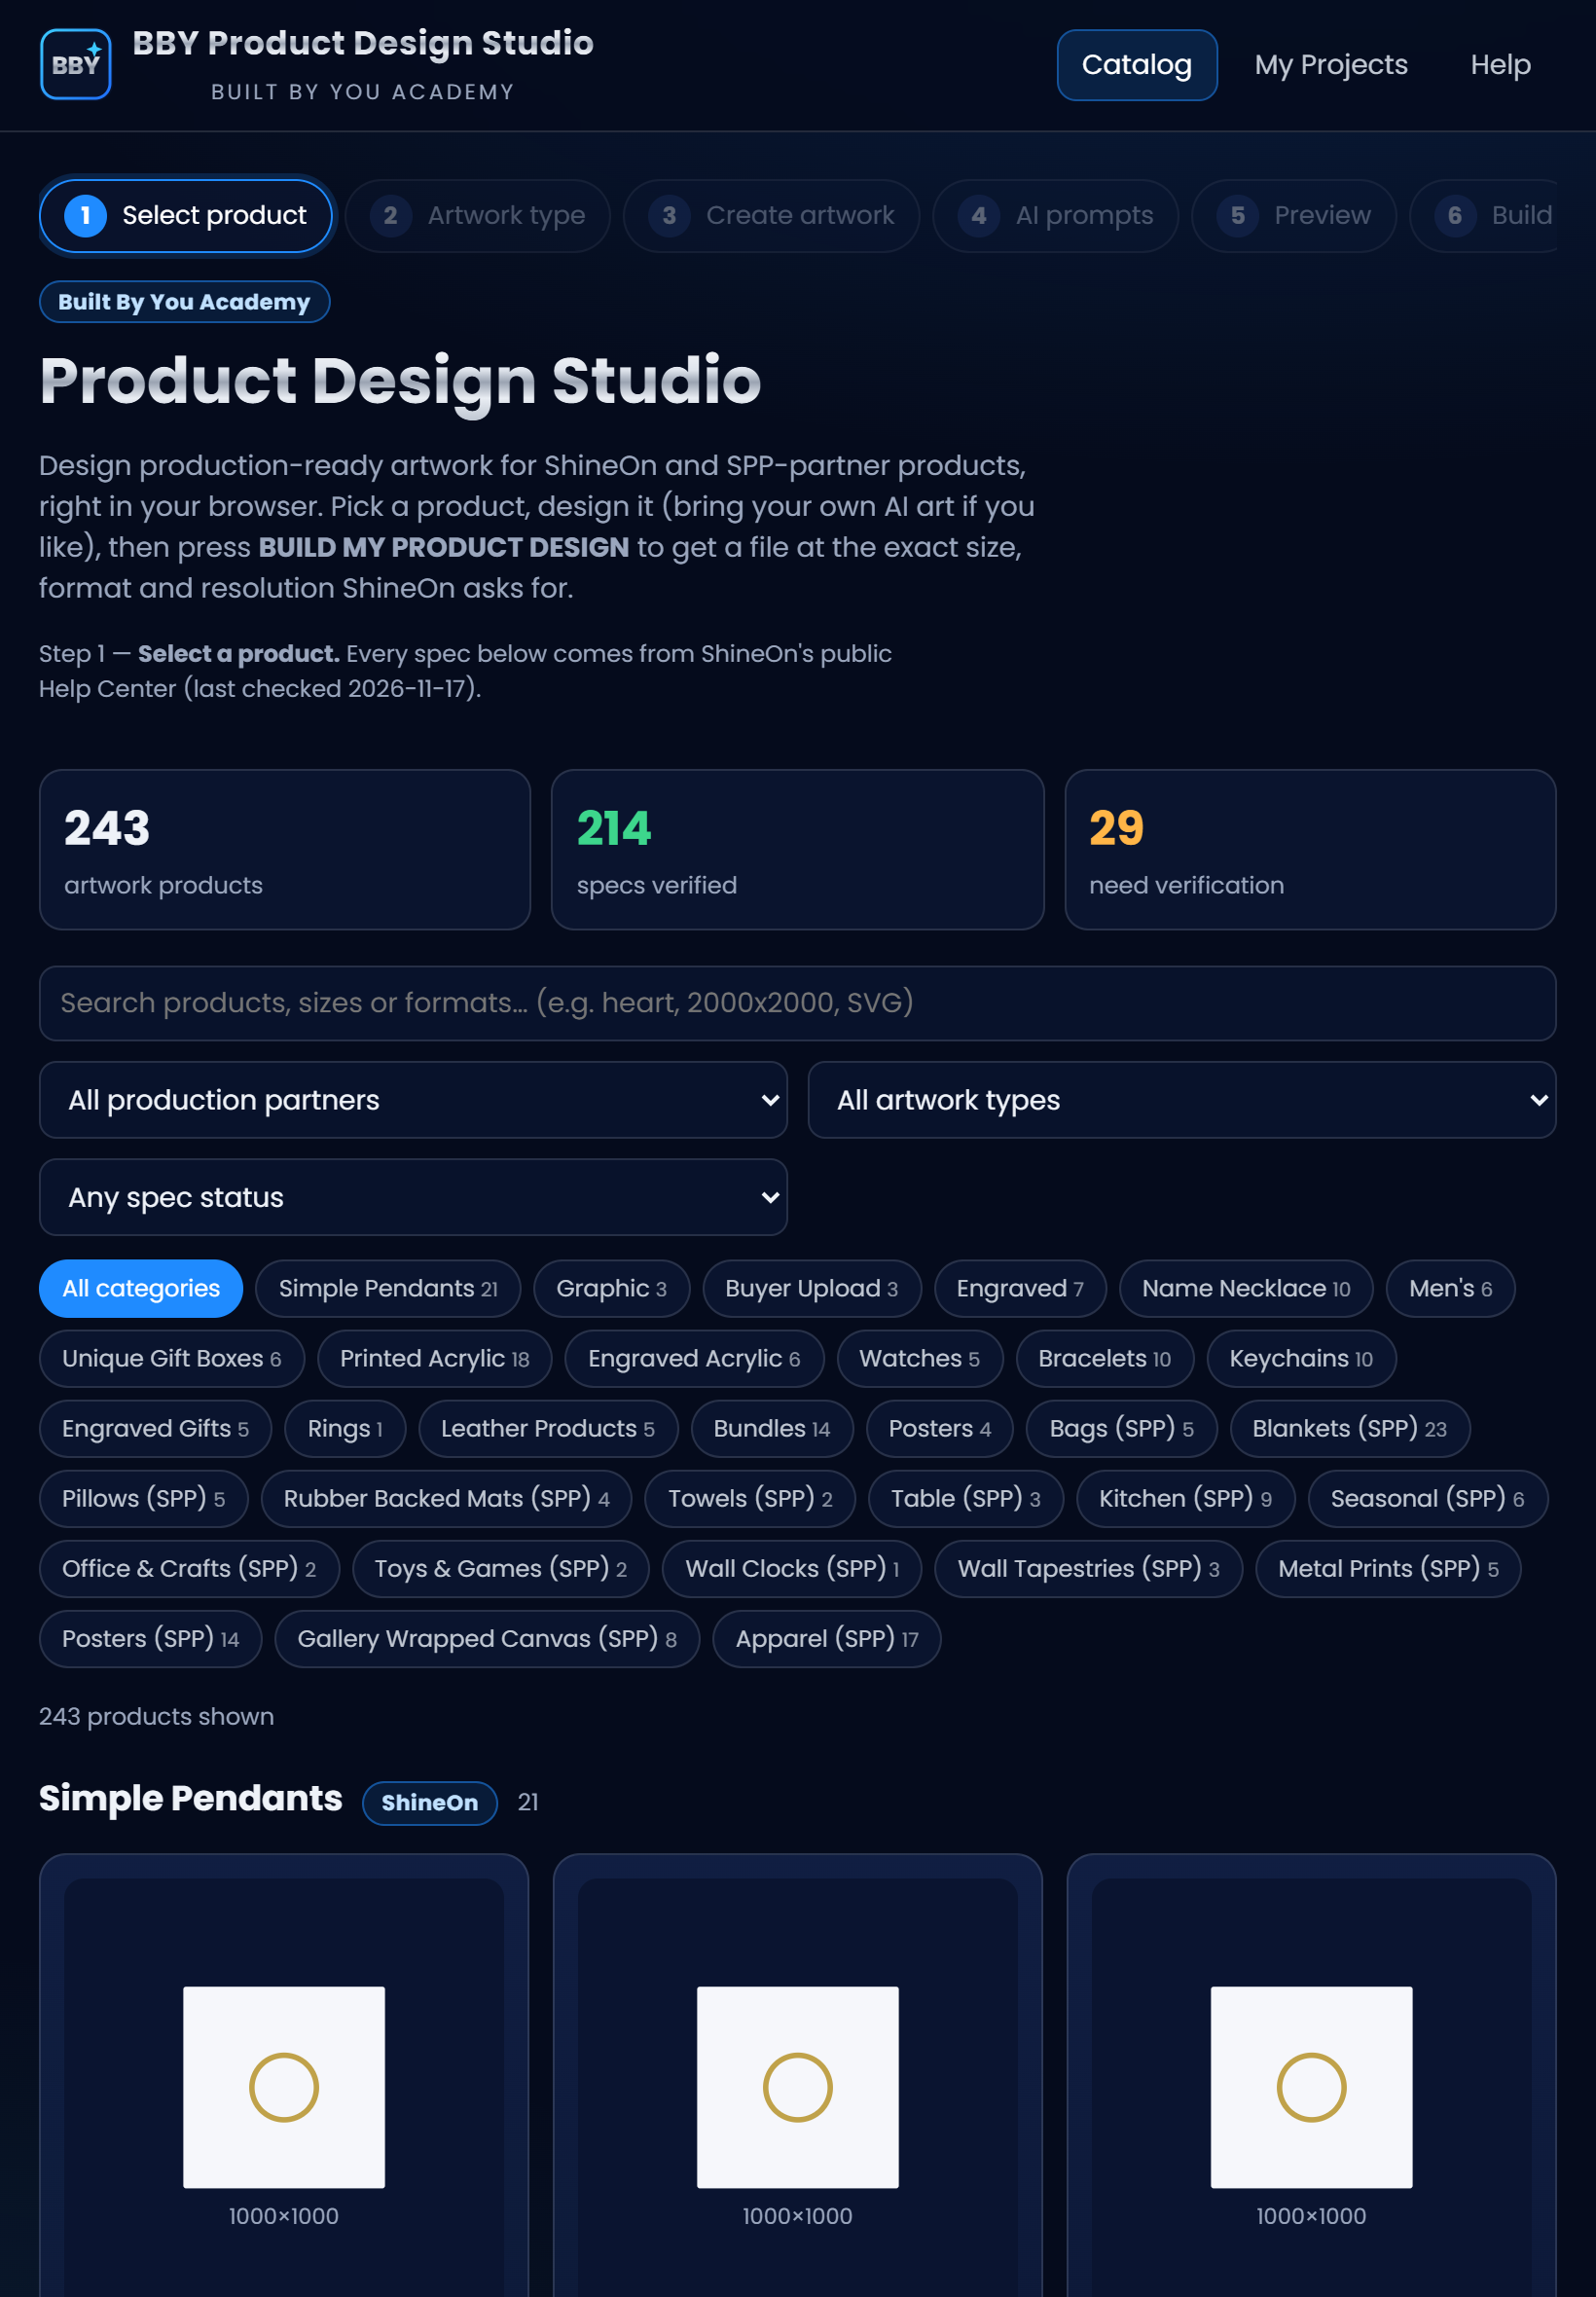 BBY
BBY Product Design Studio
BUILT BY YOU ACADEMY
Catalog
My Projects
Help
1 Select product
2 Artwork type
3 Create artwork
4 AI prompts
5 Preview
6 Build
Built By You Academy
Product Design Studio
Design production-ready artwork for ShineOn and SPP-partner products,
right in your browser. Pick a product, design it (bring your own AI art if you
like), then press BUILD MY PRODUCT DESIGN to get a file at the exact size,
format and resolution ShineOn asks for.
Step 1 — Select a product. Every spec below comes from ShineOn's public
Help Center (last checked 2026-11-17).
243
artwork products
214
specs verified
29
need verification
Search products, sizes or formats... (e.g. heart, 2000x2000, SVG)
All production partners
All artwork types
Any spec status
All categories
Simple Pendants 21
Graphic 3
Buyer Upload 3
Engraved 7
Name Necklace 10
Men's 6
Unique Gift Boxes 6
Printed Acrylic 18
Engraved Acrylic 6
Watches 5
Bracelets 10
Keychains 10
Engraved Gifts 5
Rings 1
Leather Products 5
Bundles 14
Posters 4
Bags (SPP) 5
Blankets (SPP) 23
Pillows (SPP) 5
Rubber Backed Mats (SPP) 4
Towels (SPP) 2
Table (SPP) 3
Kitchen (SPP) 9
Seasonal (SPP) 6
Office & Crafts (SPP) 2
Toys & Games (SPP) 2
Wall Clocks (SPP) 1
Wall Tapestries (SPP) 3
Metal Prints (SPP) 5
Posters (SPP) 14
Gallery Wrapped Canvas (SPP) 8
Apparel (SPP) 17
243 products shown
Simple Pendants
ShineOn
21
1000×1000
1000×1000
1000×1000